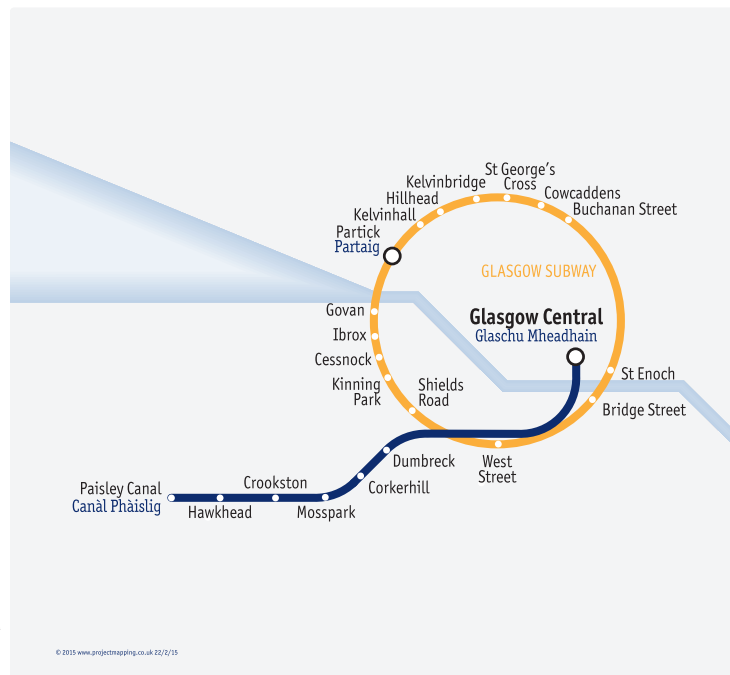 St George's
Cross
Kelvinbridge
Cowcaddens
Hillhead
Buchanan Street
Kelvinhall
Partick
Partaig
GLASGOW SUBWAY
Govan
Glasgow Central
Glaschu Mheadhain
Ibrox
Cessnock
St Enoch
Kinning
Park
Shields
Road
Bridge Street
Dumbreck
West
Street
Corkerhill
Crookston
Paisley Canal
Canàl Phàislig
Hawkhead
Mosspark
© 2015 www.projectmapping.co.uk 22/2/15